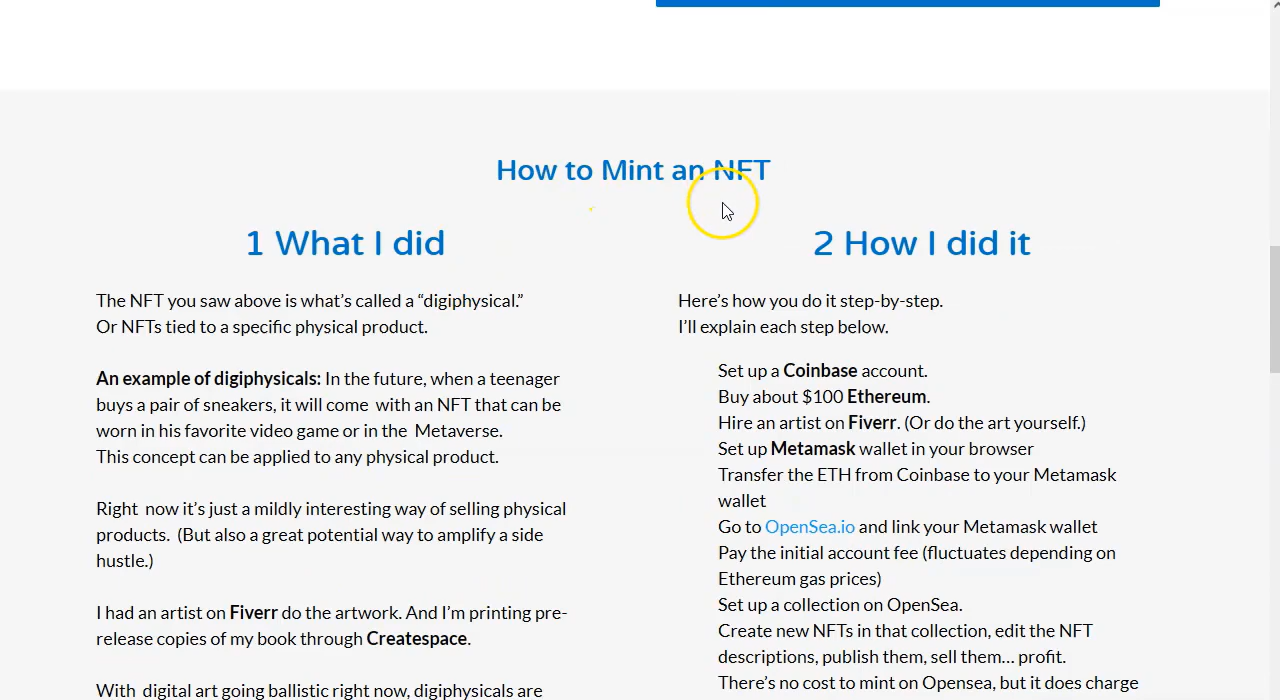 How to Mint an NFT
1 What I did
The NFT you saw above is what's called a “digiphysical.”
Or NFTs tied to a specific physical product.
An example of digiphysicals: In the future, when a teenager
buys a pair of sneakers, it will come with an NFT that can be
worn in his favorite video game or in the Metaverse.
This concept can be applied to any physical product.
Right now it's just a mildly interesting way of selling physical
products. (But also a great potential way to amplify a side
hustle.)
I had an artist on Fiverr do the artwork. And I'm printing pre-
release copies of my book through Createspace.
With digital art going ballistic right now, digiphysicals are
2 How I did it
Here's how you do it step-by-step.
I'll explain each step below.
Set up a Coinbase account.
Buy about $100 Ethereum.
Hire an artist on Fiverr. (Or do the art yourself.)
Set up Metamask wallet in your browser
Transfer the ETH from Coinbase to your Metamask
wallet
Go to OpenSea.io and link your Metamask wallet
Pay the initial account fee (fluctuates depending on
Ethereum gas prices)
Set up a collection on OpenSea.
Create new NFTs in that collection, edit the NFT
descriptions, publish them, sell them… profit.
There's no cost to mint on Opensea, but it does charge